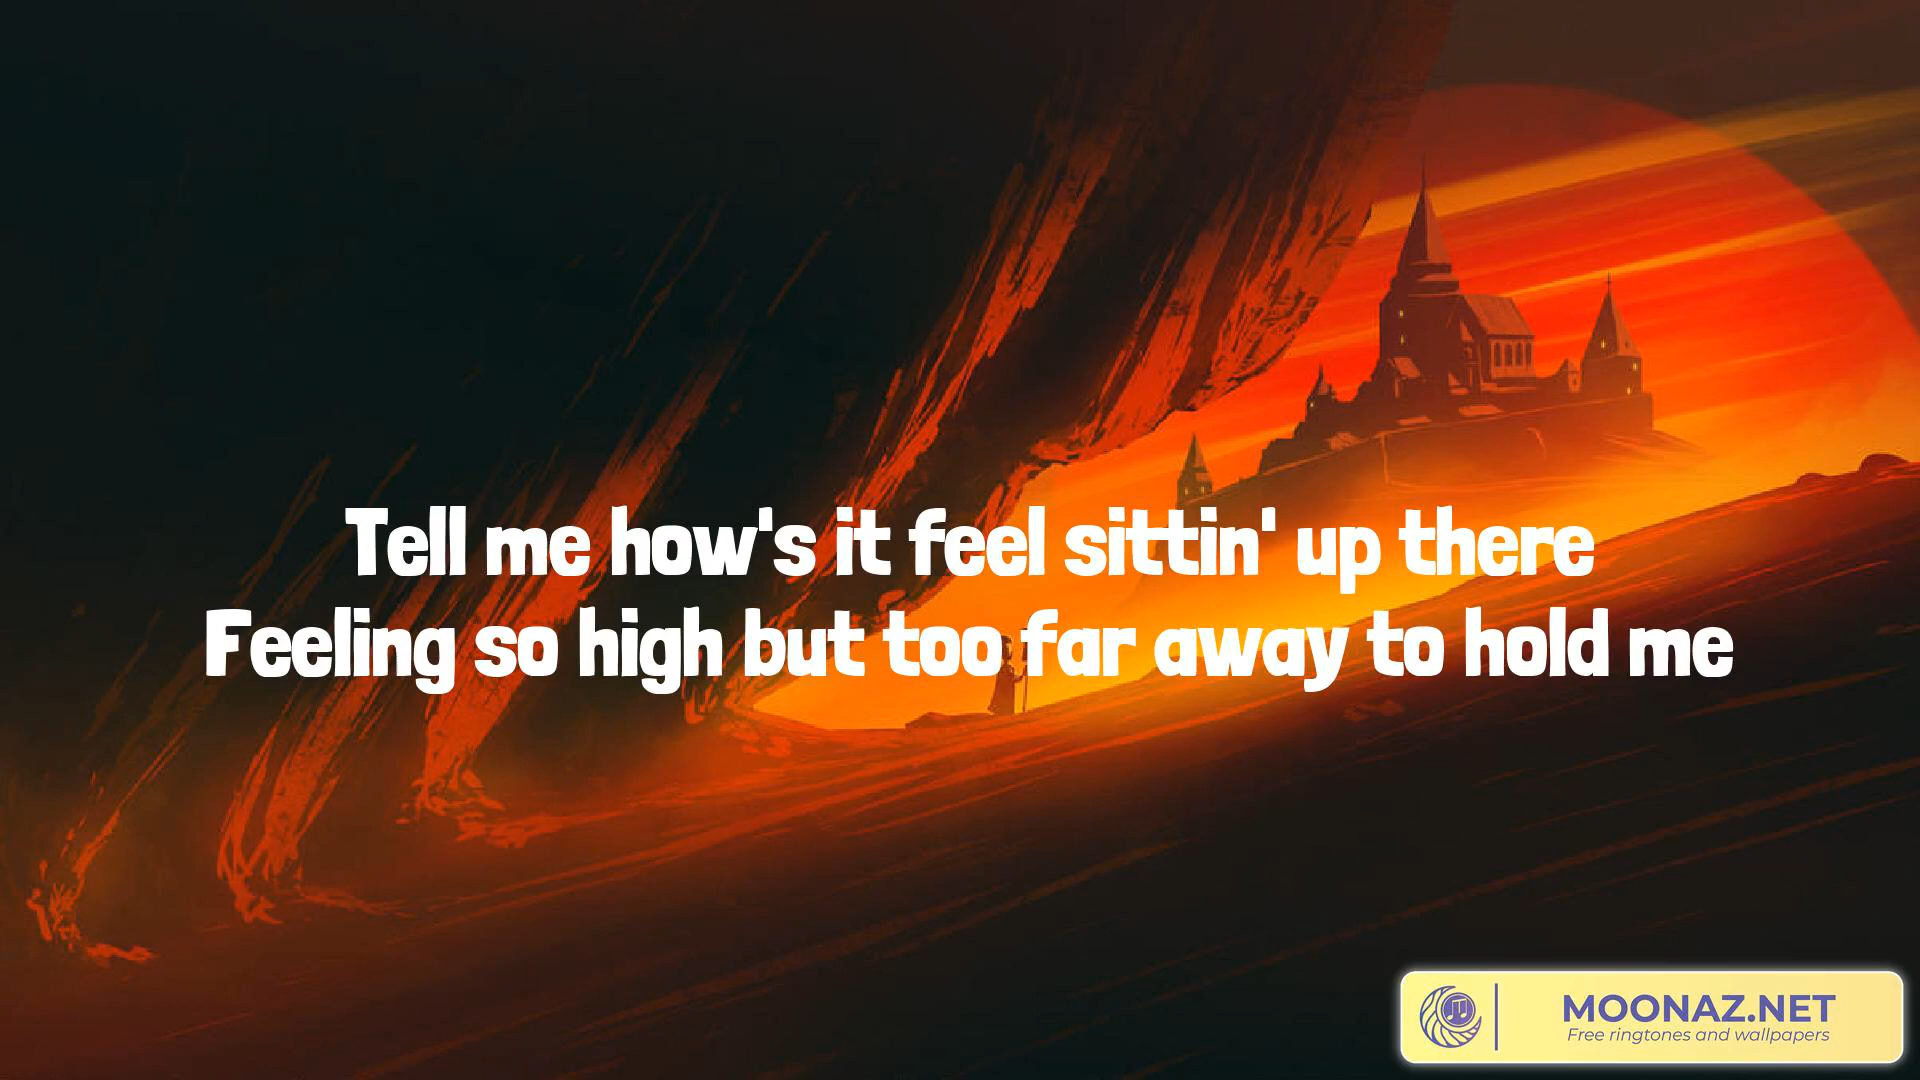 Tell me how's it feel sittin' up there
Feeling so high but too far away to hold me
MOONAZ.NET
Free ringtones and wallpapers